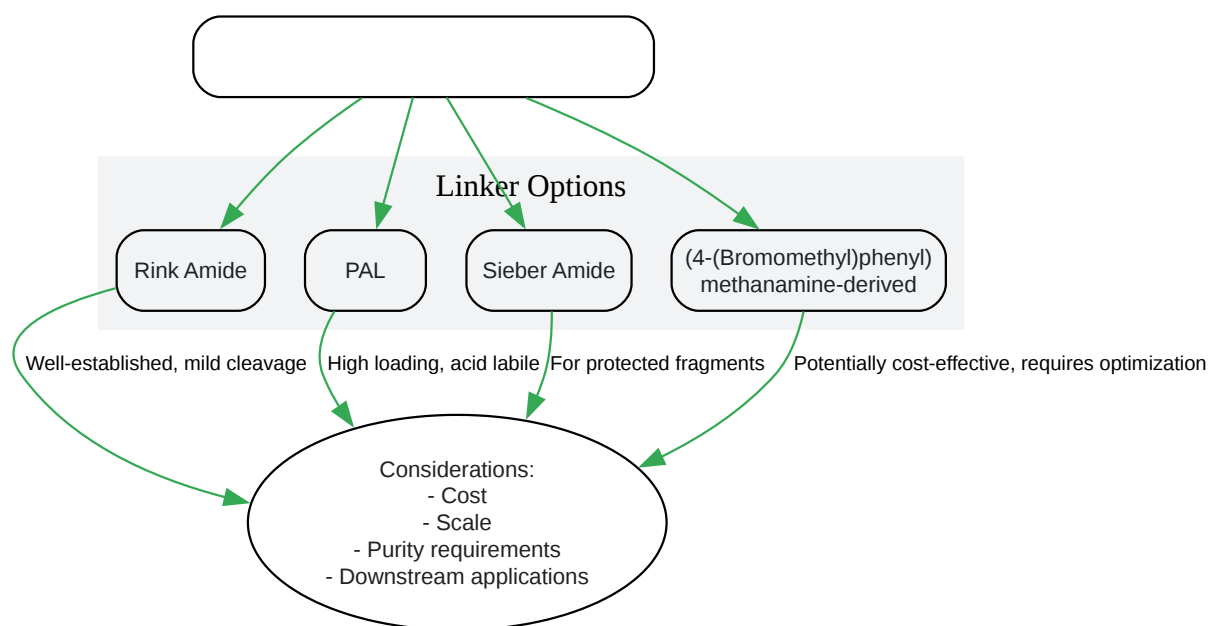 Linker Options
Rink Amide
PAL
Sieber Amide
(4-(Bromomethyl)phenyl)
methanamine-derived
Well-established, mild cleavage
High loading, acid labile
For protected fragments
Potentially cost-effective, requires optimization
Considerations:
- Cost
- Scale
- Purity requirements
- Downstream applications